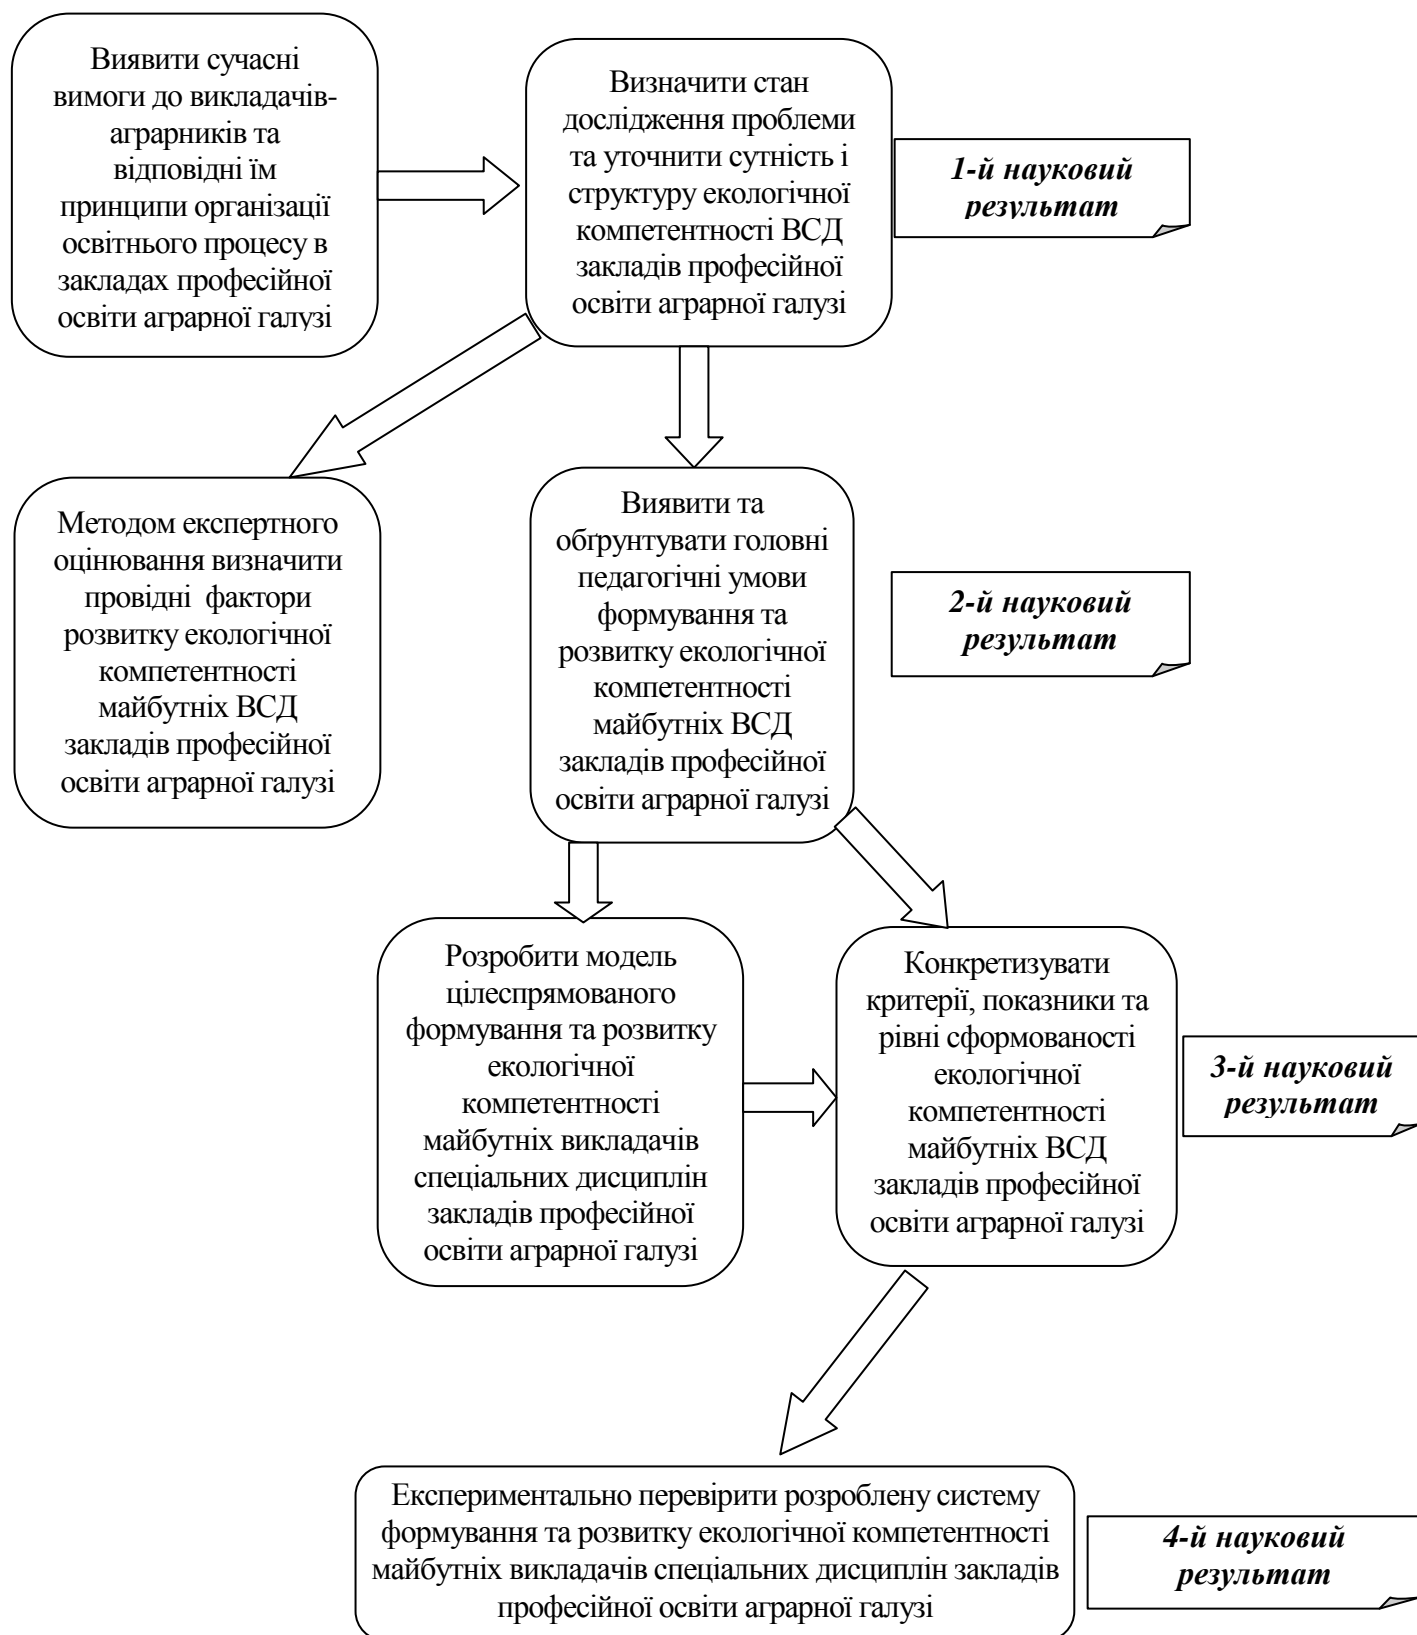 Виявити сучасні
вимоги до викладачів-
аграрників та
відповідні їм
принципи організації
освітнього процесу в
закладах професійної
освіти аграрної галузі
Визначити стан
дослідження проблеми
та уточнити сутність і
структуру екологічної
компетентності ВСД
закладів професійної
освіти аграрної галузі
1-й науковий
результат
Методом експертного
оцінювання визначити
провідні фактори
розвитку екологічної
компетентності
майбутніх ВСД
закладів професійної
освіти аграрної галузі
Виявити та
обґрунтувати головні
педагогічні умови
формування та
розвитку екологічної
компетентності
майбутніх ВСД
закладів професійної
освіти аграрної галузі
2-й науковий
результат
Розробити модель
цілеспрямованого
формування та розвитку
екологічної
компетентності
майбутніх викладачів
спеціальних дисциплін
закладів професійної
освіти аграрної галузі
Конкретизувати
критерії, показники та
рівні сформованості
екологічної
компетентності
майбутніх ВСД
закладів професійної
освіти аграрної галузі
3-й науковий
результат
Експериментально перевірити розроблену систему
формування та розвитку екологічної компетентності
майбутніх викладачів спеціальних дисциплін закладів
професійної освіти аграрної галузі
4-й науковий
результат